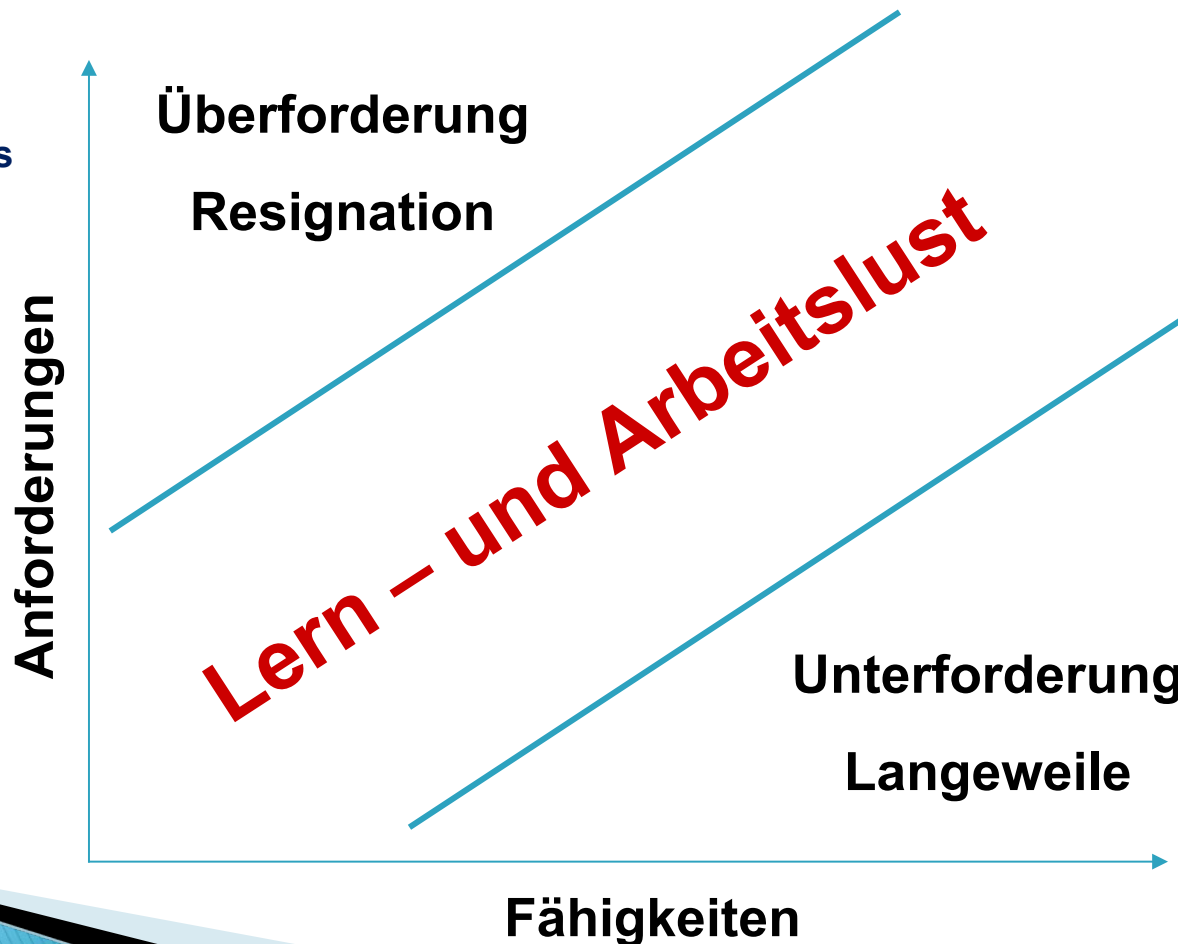 Überforderung
s
Resignation
Lern – und Arbeitslust
Anforderungen
Unterforderung
Langeweile
Fähigkeiten